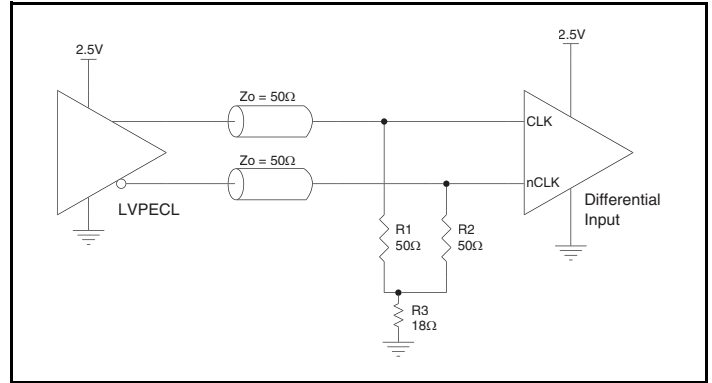 2.5V
2.5V
Zo = 50Ω
CLK
Zo = 50Ω
nCLK
LVPECL
Differential
Input
R1
50Ω
R2
50Ω
R3
18Ω